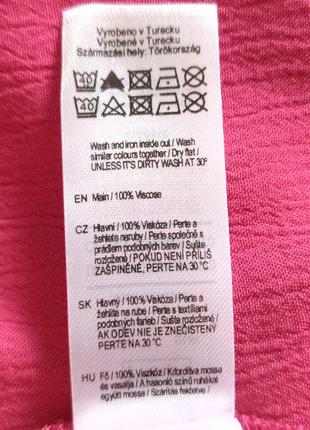 Vyrobeno v Turecku
Vyrobené v Turecku
Származási hely: Törökország
Wash and iron inside out / Wash
similar colours together / Dry flat /
UNLESS IT'S DIRTY WASH AT 30°
EN Main / 100% Viscose
CZ Hlavní / 100% Viskóza / Perte a
žehlete naruby / Perte společně s
prádlem podobných barev / Sušte
rozložené / POKUD NENÍ PŘÍLIŠ
ZAŠPINĚNÉ, PERTE NA 30 °C
SK Hlavný / 100% Viskóza / Perte a
žehlite na rube / Perte s textíliami
podobných farieb / Sušte rozložené /
AK ODEV NIE JE ZNEČISTENÝ
PERTE NA 30 °C
HU Fő / 100% Viszkóz / Kifordítva mossa
és vasalja / A hasonló színű ruhákat
együtt mossa / Szárítás fektetve /